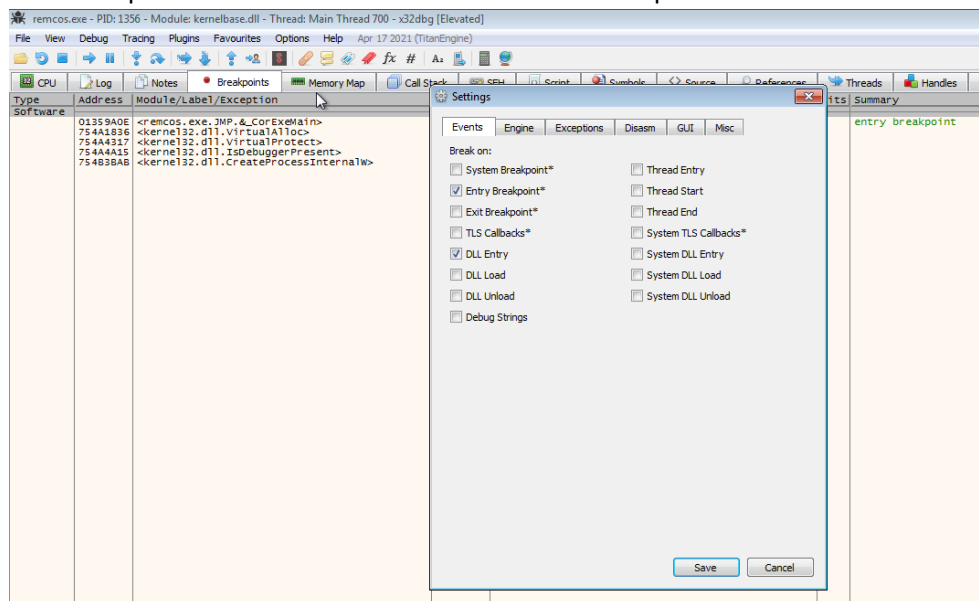 remcos.exe - PID: 1356 - Module: kernelbase.dll - Thread: Main Thread 700 - x32dbg [Elevated]
File View Debug Tracing Plugins Favourites Options Help Apr 17 2021 (TitanEngine)
CPU Log Notes Breakpoints Memory Map Call Stack SEH Script Symbols Source References Threads Handles
Type Address Module/Label/Exception Summary
Software
01359A0E <remcos.exe.JMP.&_CorExeMain> entry breakpoint
754A1836 <kernel32.dll.VirtualAlloc>
754A4317 <kernel32.dll.VirtualProtect>
754A4A15 <kernel32.dll.IsDebuggerPresent>
754B3BAB <kernel32.dll.CreateProcessInternalW>
Settings
Events Engine Exceptions Disasm GUI Misc
Break on:
System Breakpoint* Thread Entry
Entry Breakpoint* Thread Start
Exit Breakpoint* Thread End
TLS Callbacks* System TLS Callbacks*
DLL Entry System DLL Entry
DLL Load System DLL Load
DLL Unload System DLL Unload
Debug Strings
Save Cancel